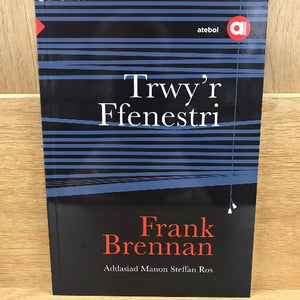 atebol a
Trwy'r
Ffenestri
Frank
Brennan
Addasiad Manon Steffan Ros